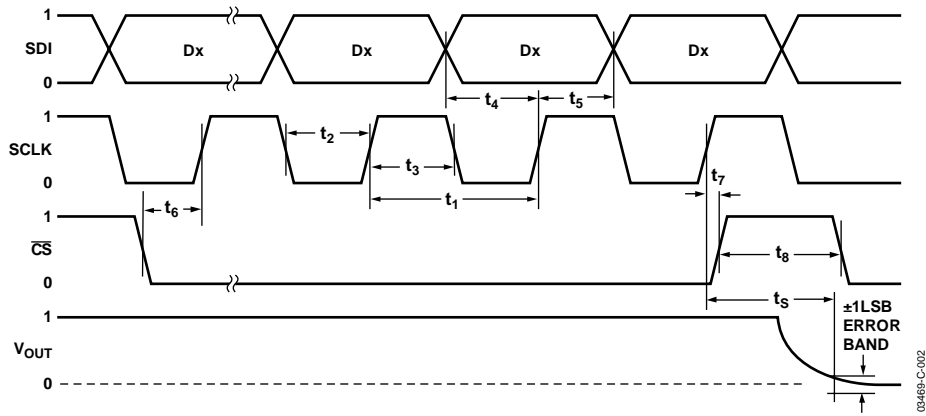 1
SDI
0
Dx
Dx
Dx
Dx
t4
t5
1
SCLK
0
t2
t3
t1
t6
t7
1
CS
0
t8
tS
±1LSB
ERROR
BAND
1
VOUT
0
03469-C-002